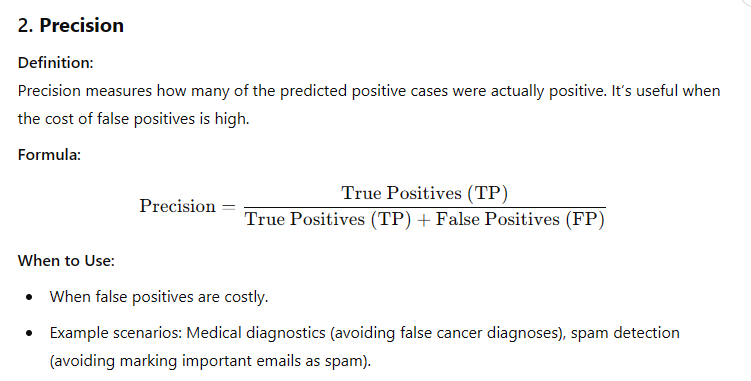 2. Precision
Definition:
Precision measures how many of the predicted positive cases were actually positive. It's useful when
the cost of false positives is high.
Formula:
Precision = True Positives (TP) / True Positives (TP) + False Positives (FP)
When to Use:
• When false positives are costly.
• Example scenarios: Medical diagnostics (avoiding false cancer diagnoses), spam detection
(avoiding marking important emails as spam).